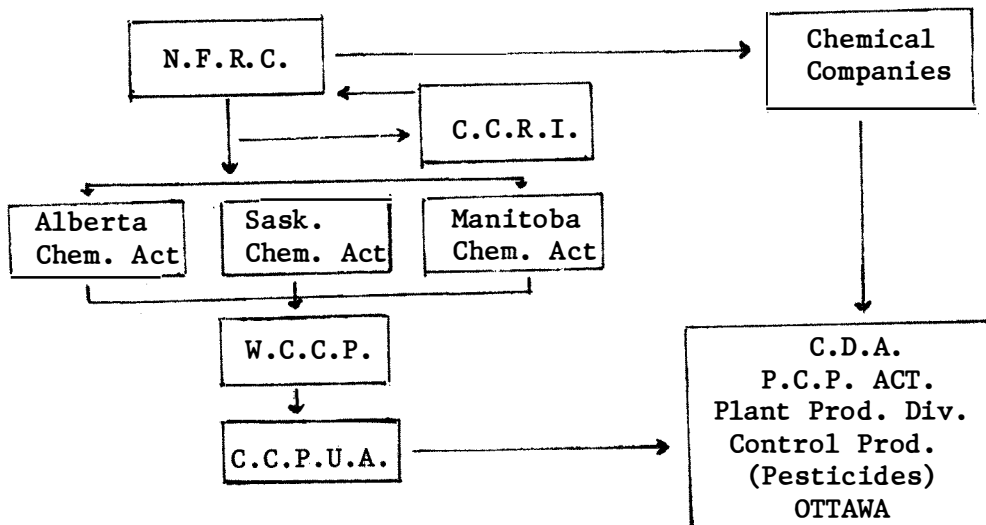 N.F.R.C.
Chemical
Companies
C.C.R.I.
Alberta
Chem. Act
Sask.
Chem. Act
Manitoba
Chem. Act
W.C.C.P.
C.C.P.U.A.
C.D.A.
P.C.P. ACT.
Plant Prod. Div.
Control Prod.
(Pesticides)
OTTAWA